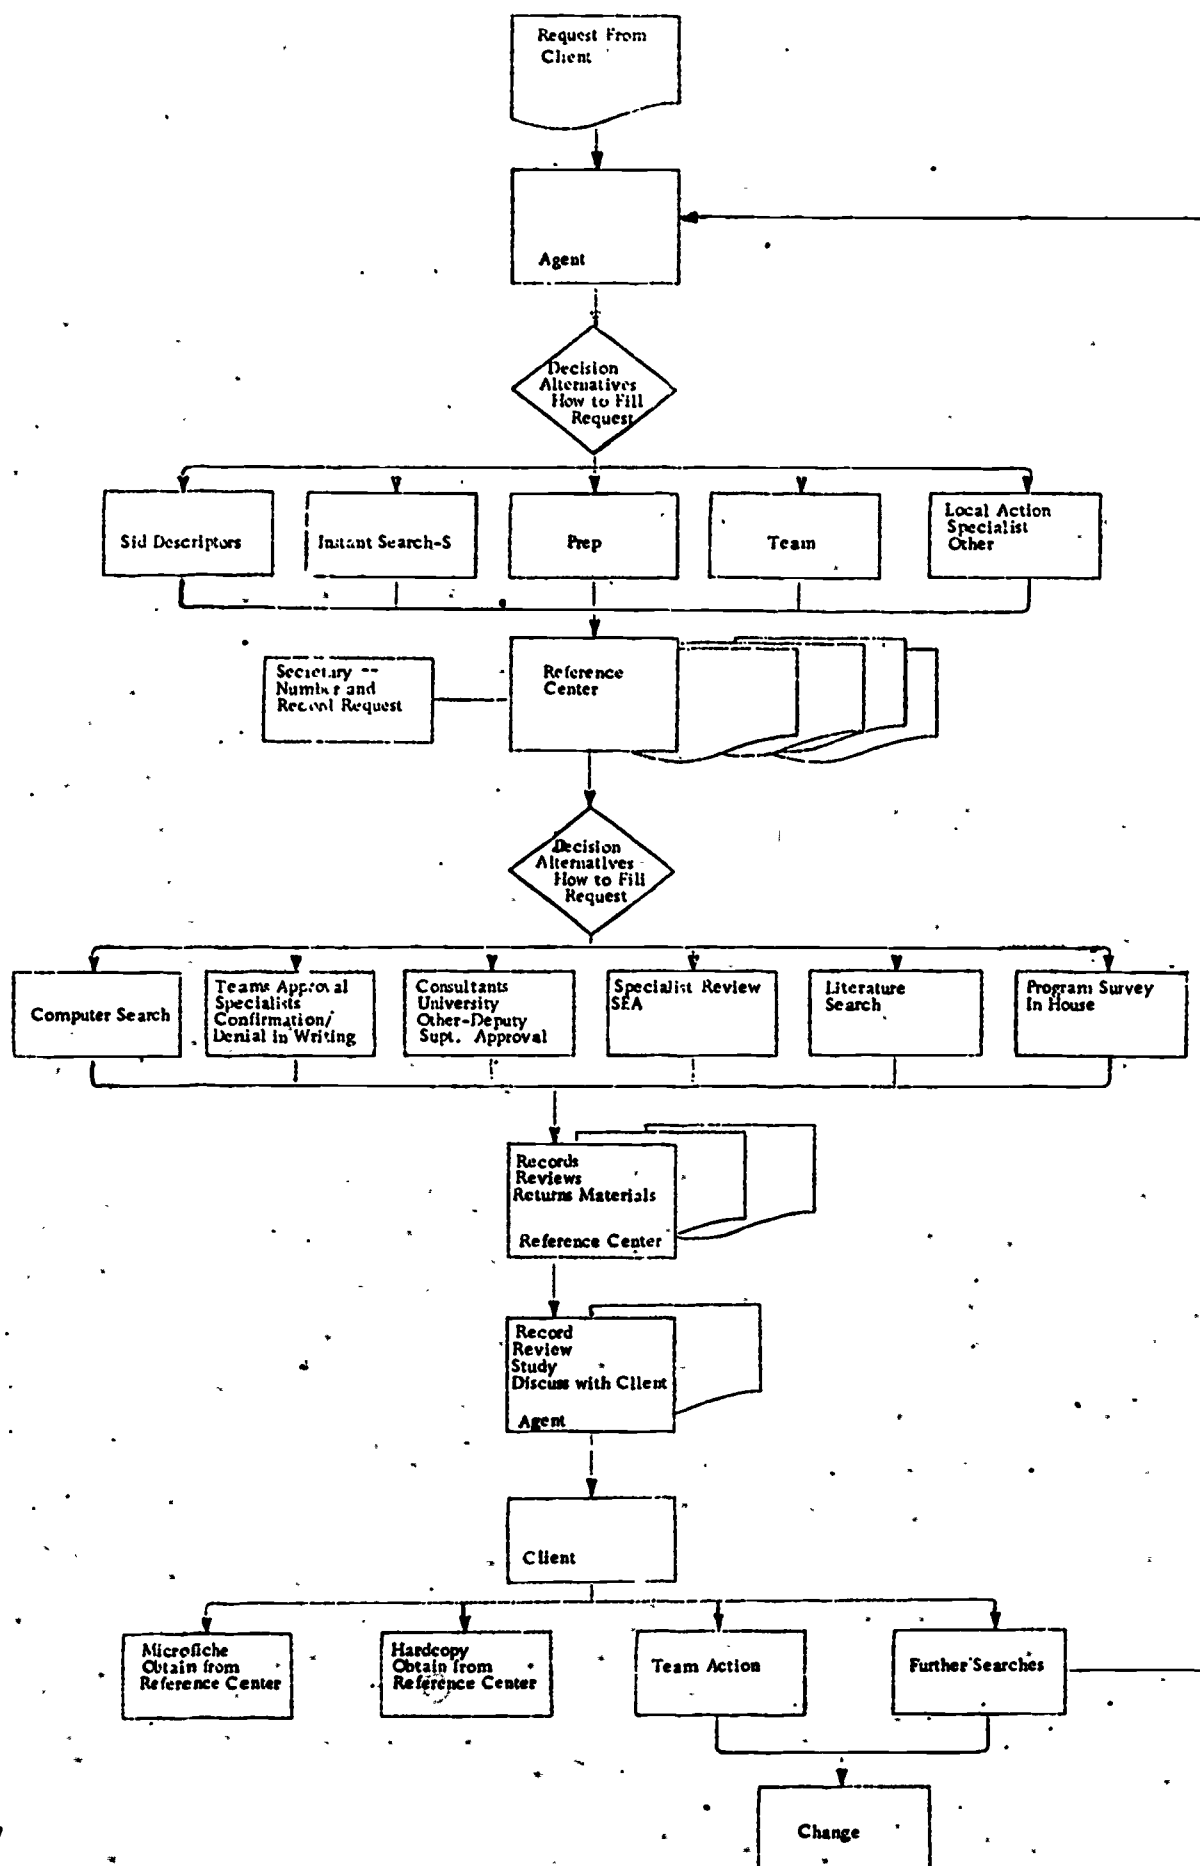 Request From
Client
Agent
Decision
Alternatives
How to Fill
Request
Sid Descriptors
Instant Search-S
Prep
Team
Local Action
Specialist
Other
Secretary --
Number and
Record Request
Reference
Center
Decision
Alternatives
How to Fill
Request
Computer Search
Teams Approval
Specialists
Confirmation/
Denial in Writing
Consultants
University
Other-Deputy
Supt. Approval
Specialist Review
SEA
Literature
Search
Program Survey
In House
Records
Reviews
Returns Materials
Reference Center
Record
Review
Study
Discuss with Client
Agent
Client
Microfiche
Obtain from
Reference Center
Hardcopy
Obtain from
Reference Center
Team Action
Further Searches
Change